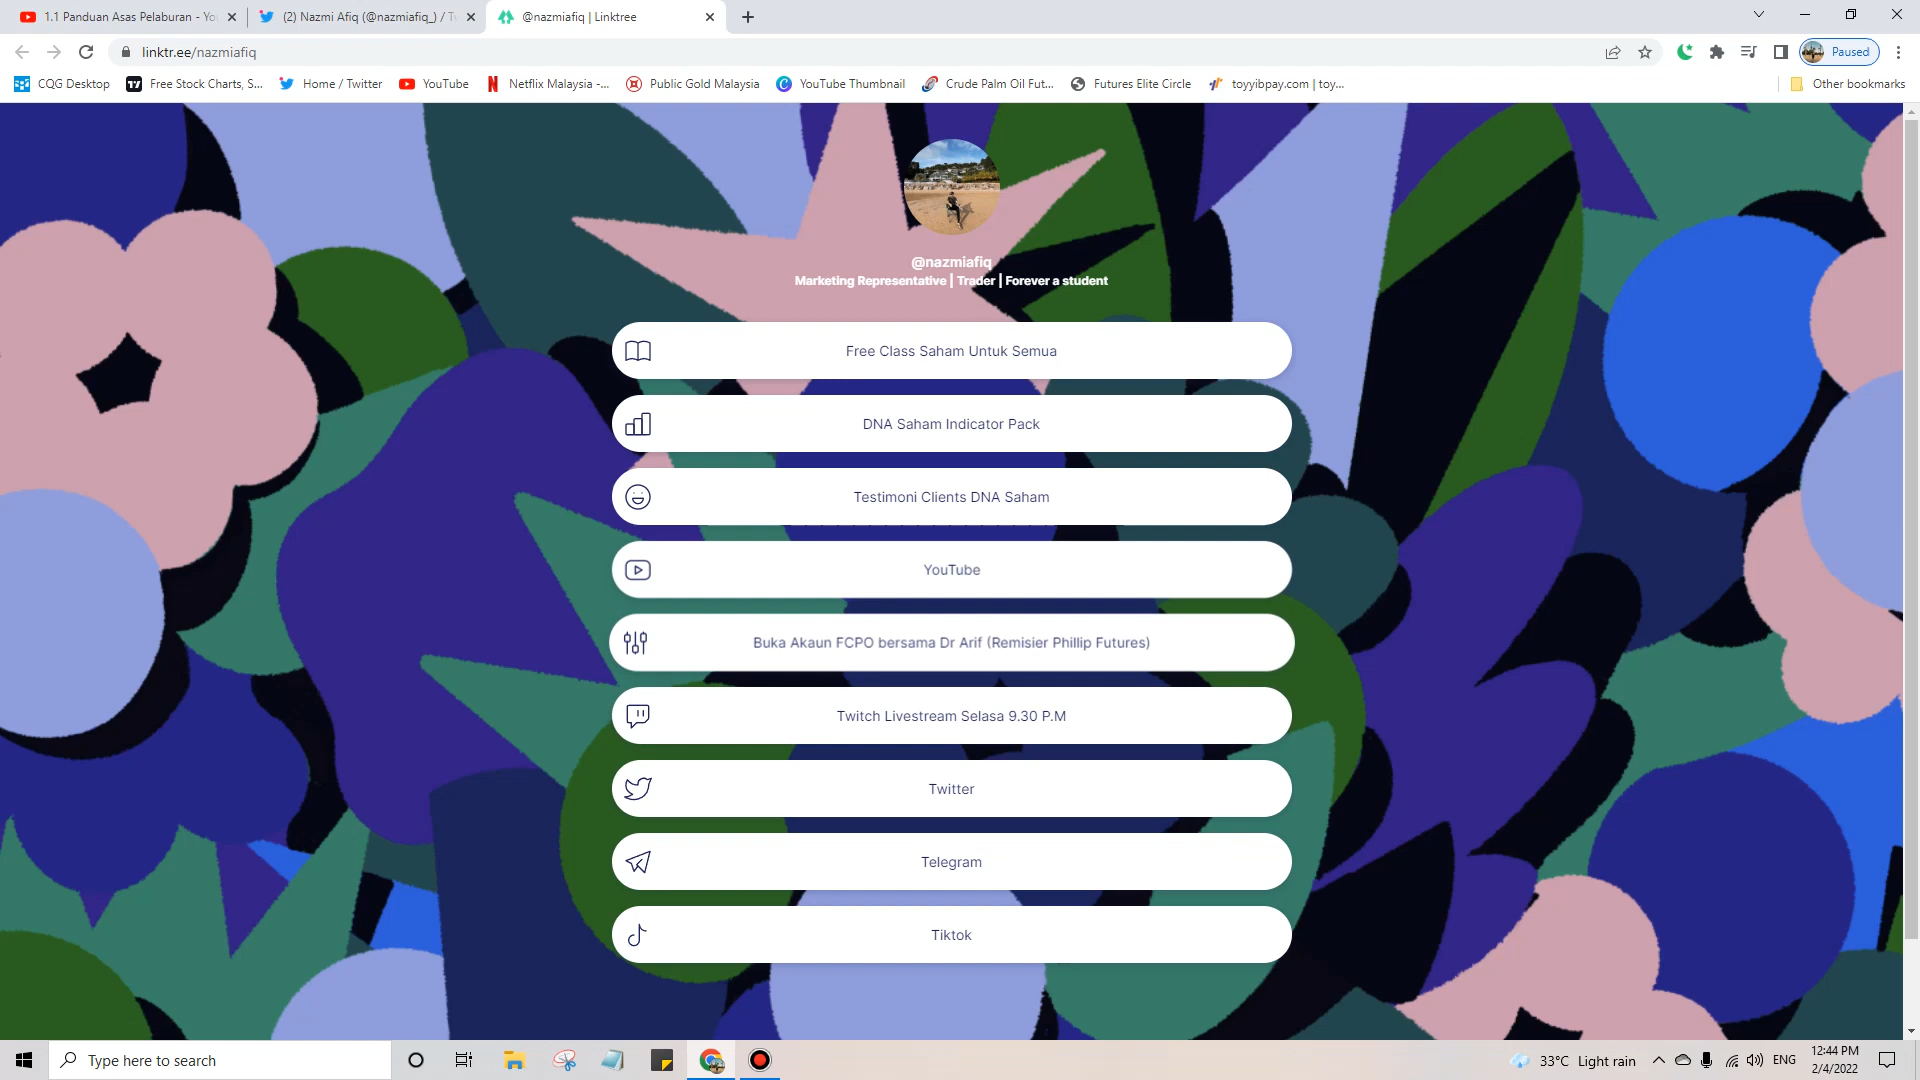 1.1 Panduan Asas Pelaburan - Yo
(2) Nazmi Afiq (@nazmiafiq_) / Tw
@nazmiafiq | Linktree
linktr.ee/nazmiafiq
Paused
CQG Desktop
Free Stock Charts, S...
Home / Twitter
YouTube
Netflix Malaysia -...
Public Gold Malaysia
YouTube Thumbnail
Crude Palm Oil Fut...
Futures Elite Circle
toyyibpay.com | toy...
Other bookmarks
@nazmiafiq
Marketing Representative | Trader | Forever a student
Free Class Saham Untuk Semua
DNA Saham Indicator Pack
Testimoni Clients DNA Saham
YouTube
Buka Akaun FCPO bersama Dr Arif (Remisier Phillip Futures)
Twitch Livestream Selasa 9.30 P.M
Twitter
Telegram
Tiktok
Type here to search
33°C Light rain
ENG
12:44 PM
2/4/2022